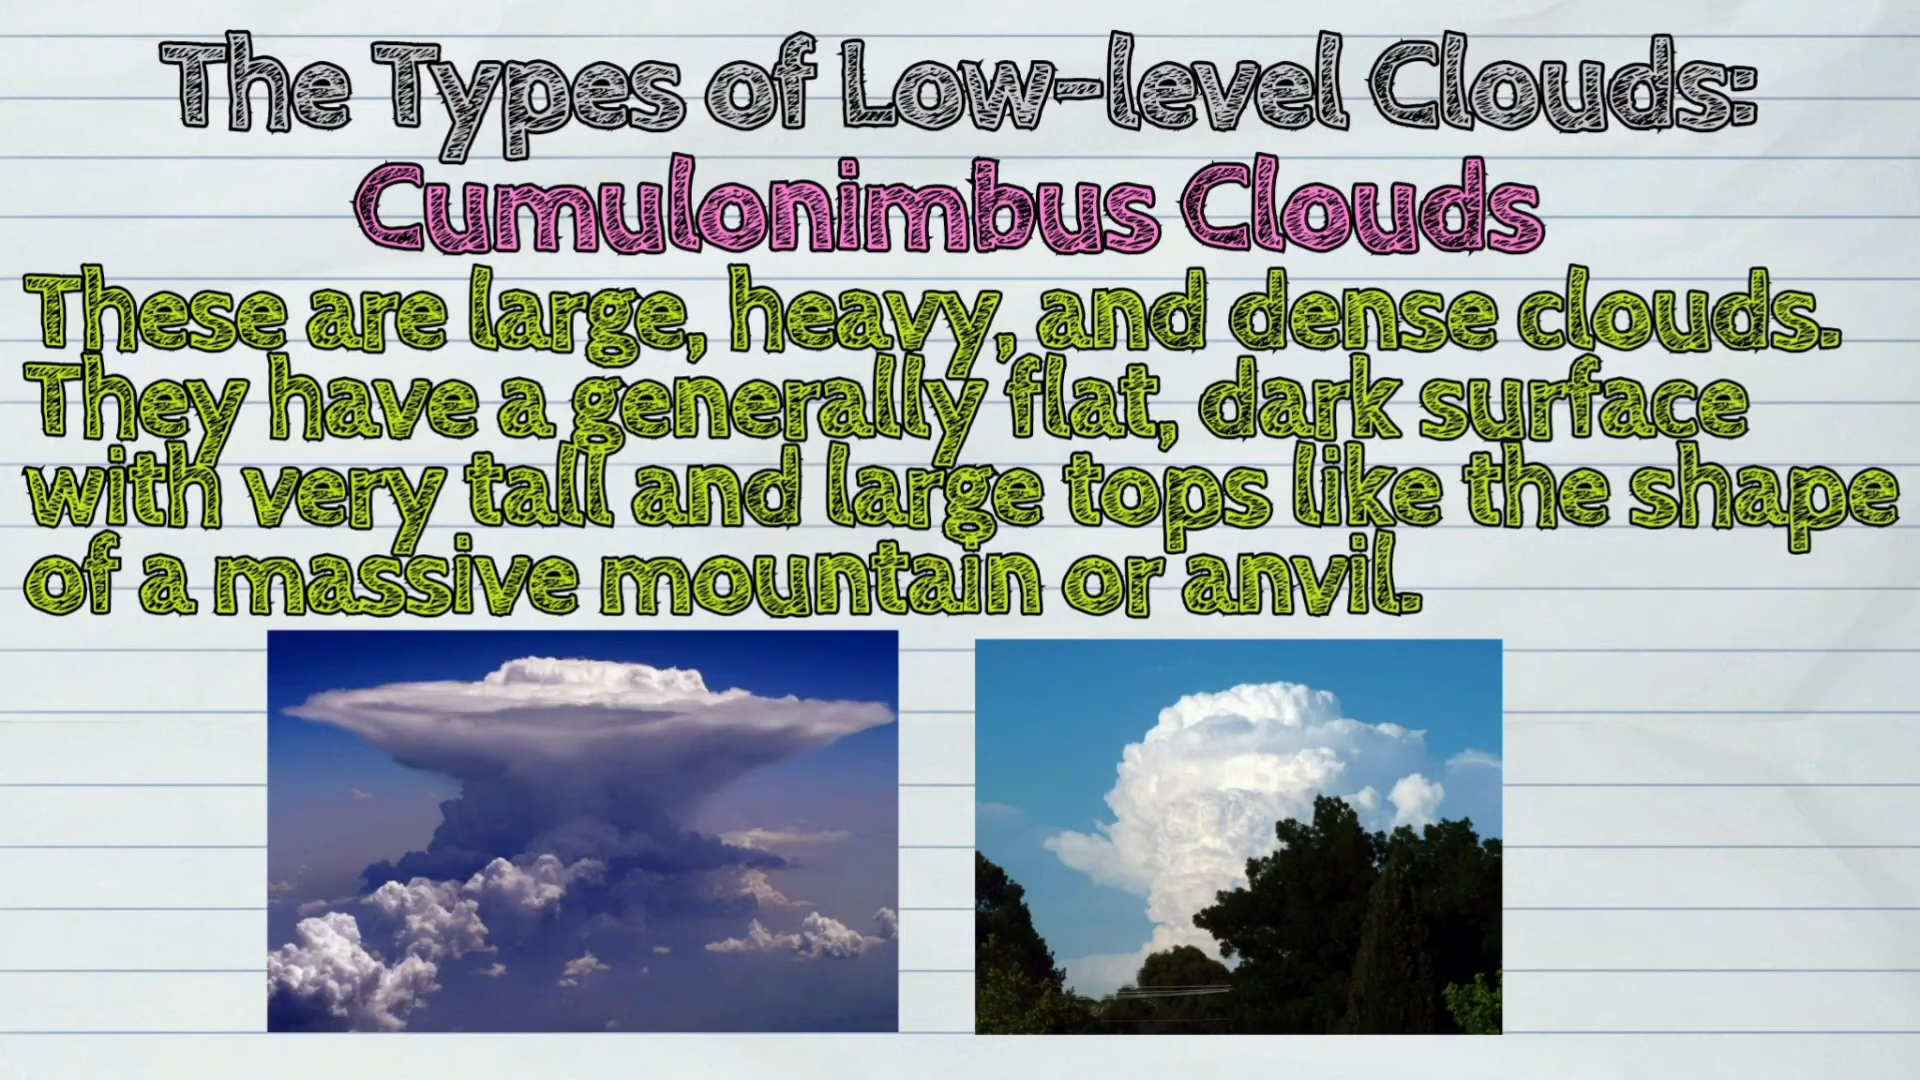 The Types of Low-level Clouds:
Cumulonimbus Clouds
These are large, heavy, and dense clouds.
They have a generally flat, dark surface
with very tall and large tops like the shape
of a massive mountain or anvil.